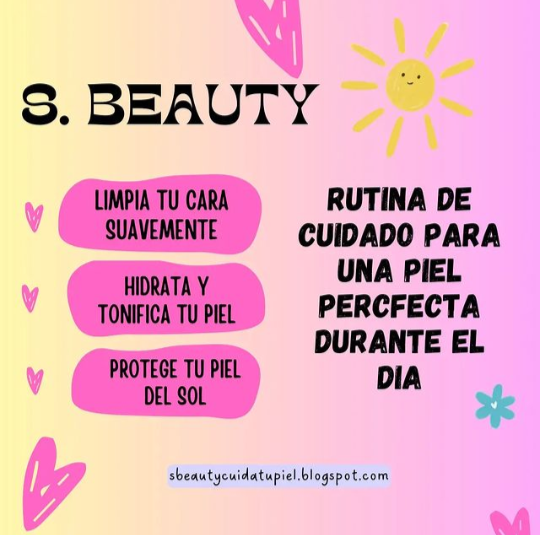 S. BEAUTY
LIMPIA TU CARA
SUAVEMENTE
HIDRATA Y
TONIFICA TU PIEL
PROTEGE TU PIEL
DEL SOL
RUTINA DE
CUIDADO PARA
UNA PIEL
PERCFECTA
DURANTE EL
DIA
sbeautycuidatupiel.blogspot.com